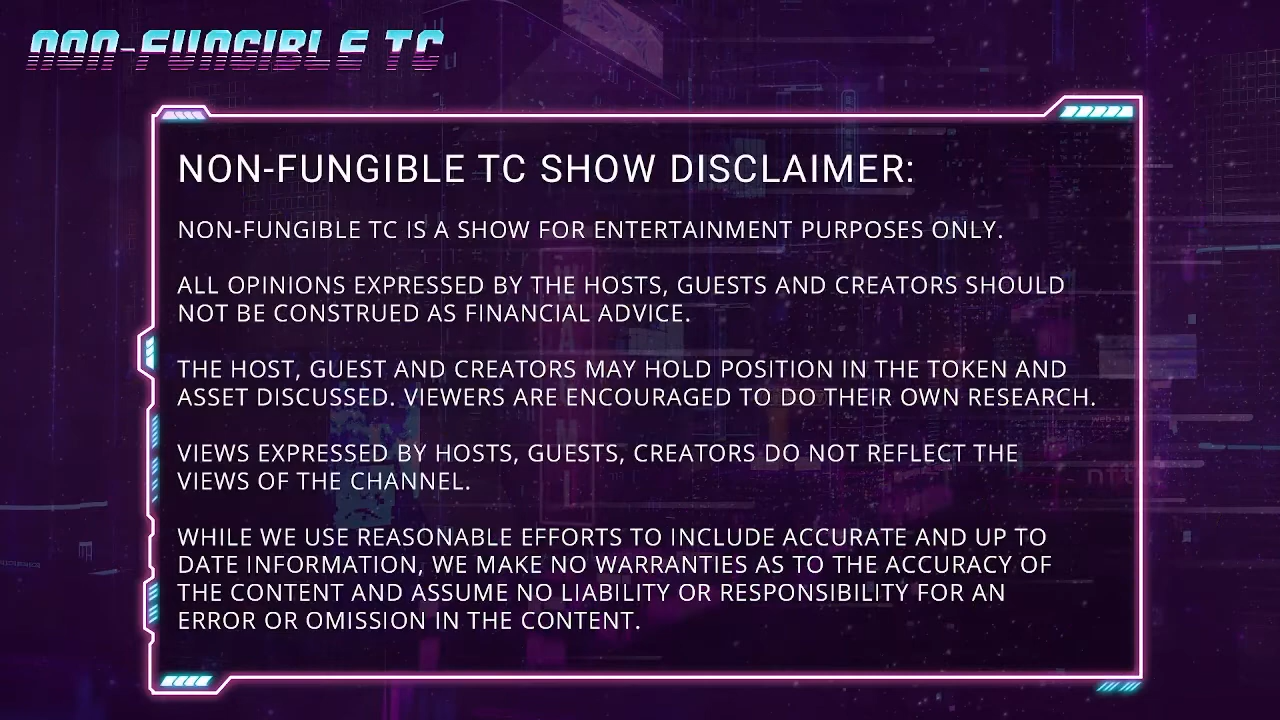 NON-FUNGIBLE TC
NON-FUNGIBLE TC SHOW DISCLAIMER:
NON-FUNGIBLE TC IS A SHOW FOR ENTERTAINMENT PURPOSES ONLY.
ALL OPINIONS EXPRESSED BY THE HOSTS, GUESTS AND CREATORS SHOULD
NOT BE CONSTRUED AS FINANCIAL ADVICE.
THE HOST, GUEST AND CREATORS MAY HOLD POSITION IN THE TOKEN AND
ASSET DISCUSSED. VIEWERS ARE ENCOURAGED TO DO THEIR OWN RESEARCH.
web-3.0
VIEWS EXPRESSED BY HOSTS, GUESTS, CREATORS DO NOT REFLECT THE
VIEWS OF THE CHANNEL.
WHILE WE USE REASONABLE EFFORTS TO INCLUDE ACCURATE AND UP TO
DATE INFORMATION, WE MAKE NO WARRANTIES AS TO THE ACCURACY OF
THE CONTENT AND ASSUME NO LIABILITY OR RESPONSIBILITY FOR AN
ERROR OR OMISSION IN THE CONTENT.